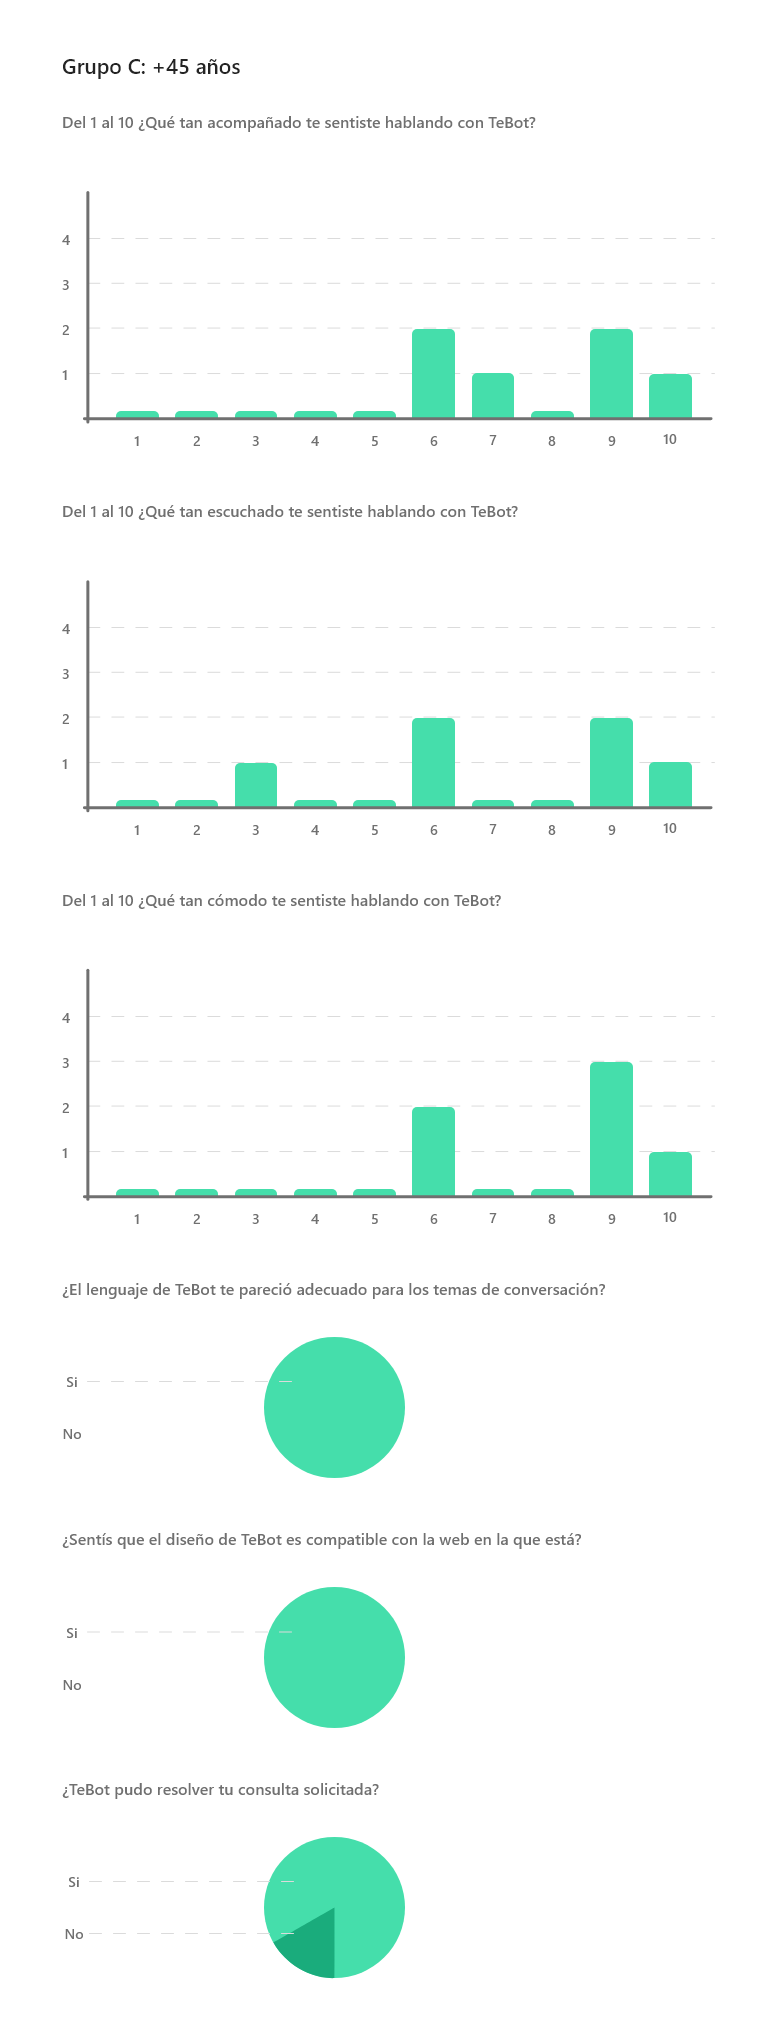 Grupo C: +45 años
Del 1 al 10 ¿Qué tan acompañado te sentiste hablando con TeBot?
4
3
2
1
1 2 3 4 5 6 7 8 9 10
Del 1 al 10 ¿Qué tan escuchado te sentiste hablando con TeBot?
4
3
2
1
1 2 3 4 5 6 7 8 9 10
Del 1 al 10 ¿Qué tan cómodo te sentiste hablando con TeBot?
4
3
2
1
1 2 3 4 5 6 7 8 9 10
¿El lenguaje de TeBot te pareció adecuado para los temas de conversación?
Si
No
¿Sentís que el diseño de TeBot es compatible con la web en la que está?
Si
No
¿TeBot pudo resolver tu consulta solicitada?
Si
No